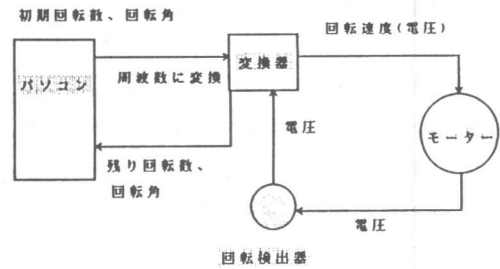 初期回転数、回転角
回転速度(電圧)
パソコン
変換器
周波数に変換
モーター
電圧
残り回転数、
回転角
電圧
回転検出器